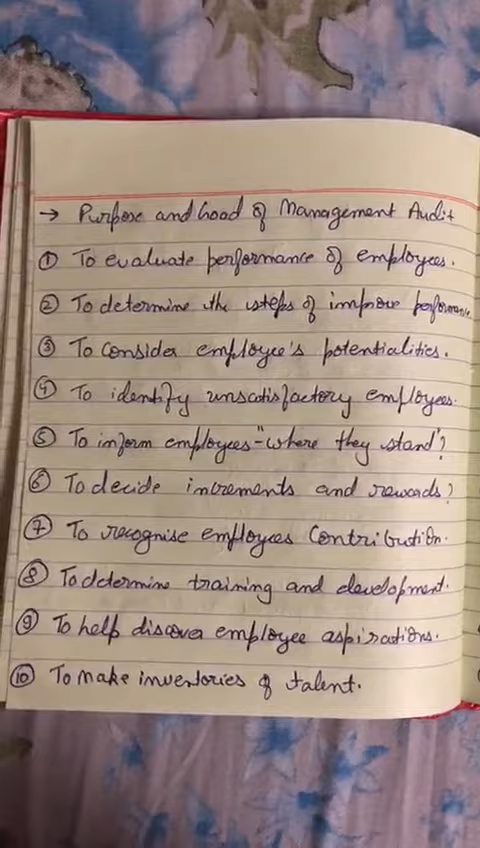 → Purpose and Good of Management Audit
① To evaluate performance of employees.
② To determine the steps of improve performance.
③ To consider employee's potentialities.
④ To identify unsatisfactory employees.
⑤ To inform employees "where they stand"?
⑥ To decide increments and rewards?
⑦ To recognise employees Contribution.
⑧ To determine training and development.
⑨ To help discover employee aspirations.
⑩ To make inventories of talent.